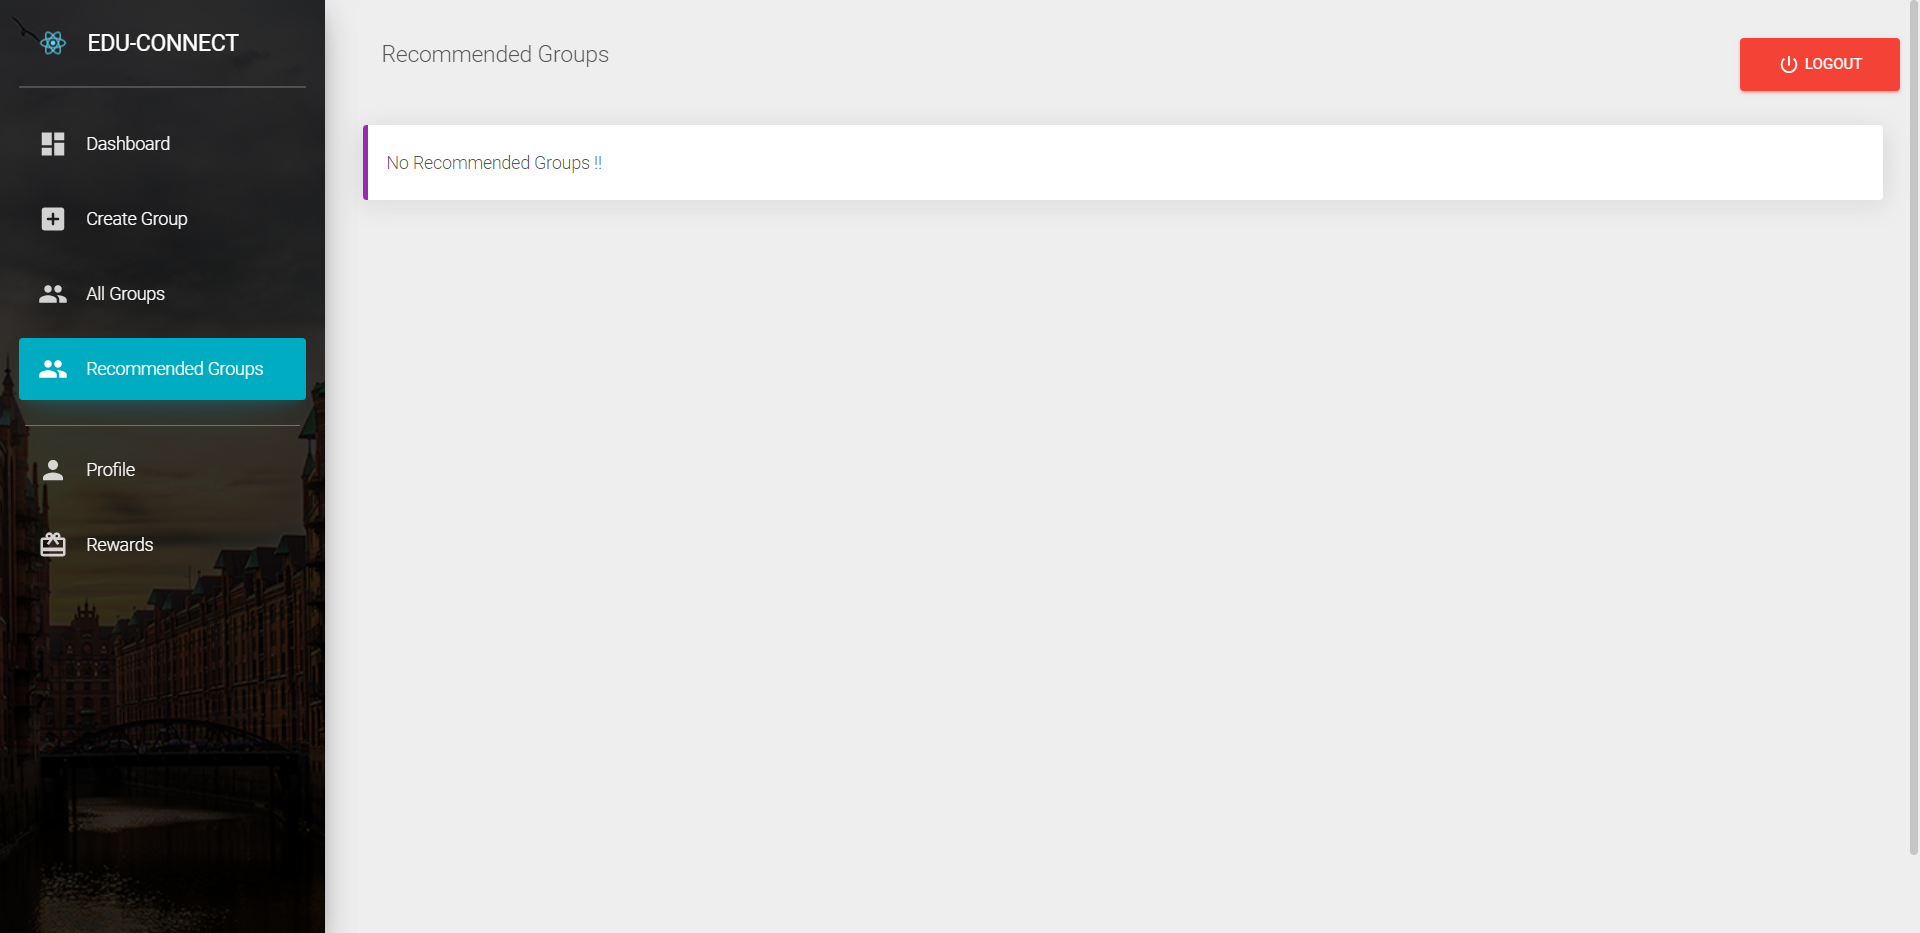 EDU-CONNECT
Dashboard
Create Group
All Groups
Recommended Groups
Profile
Rewards
Recommended Groups
LOGOUT
No Recommended Groups !!